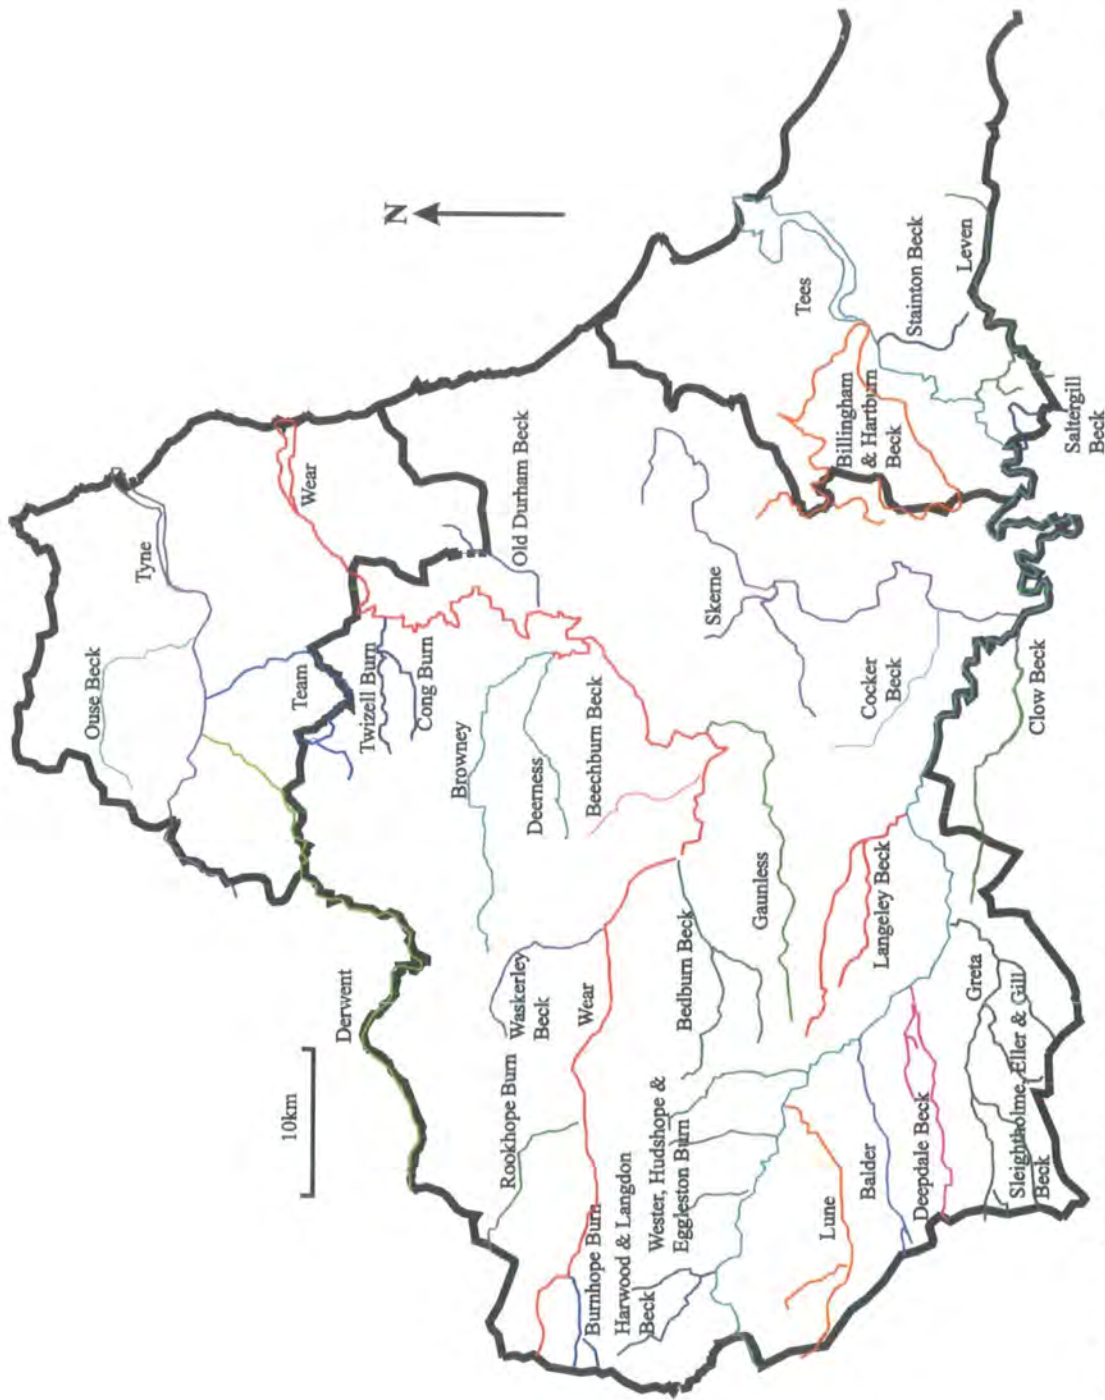 Ouse Beck
Tyne
10km
Derwent
Team
Wear
Twizell Burn
Cong Burn
N
Browney
Rookhope Burn
Waskerley
Beck
Old Durham Beck
Deerness
Wear
Beechburn Beck
Burnhope Burn
Harwood & Langdon
Beck
Wester, Hudshope &
Eggleston Burn
Bedburn Beck
Skerne
Gaunless
Tees
Lune
Billingham
& Hartburn
Beck
Balder
Cocker
Beck
Langeley Beck
Deepdale Beck
Stainton Beck
Greta
Leven
Sleightholme, Eller & Gill
Beck
Clow Beck
Saltergill
Beck